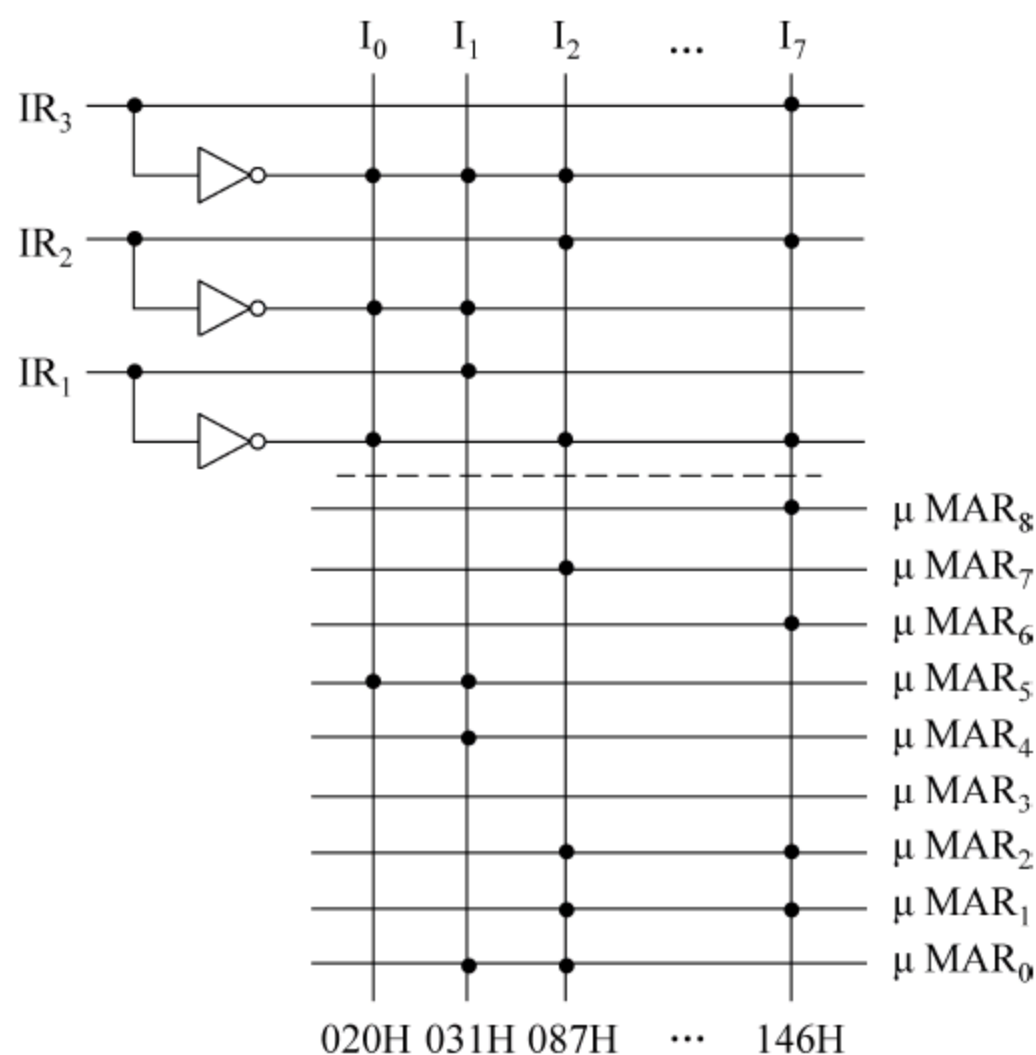 I₀ I₁ I₂ ... I₇
IR₃
IR₂
IR₁
μ MAR₈
μ MAR₇
μ MAR₆
μ MAR₅
μ MAR₄
μ MAR₃
μ MAR₂
μ MAR₁
μ MAR₀
020H 031H 087H ... 146H